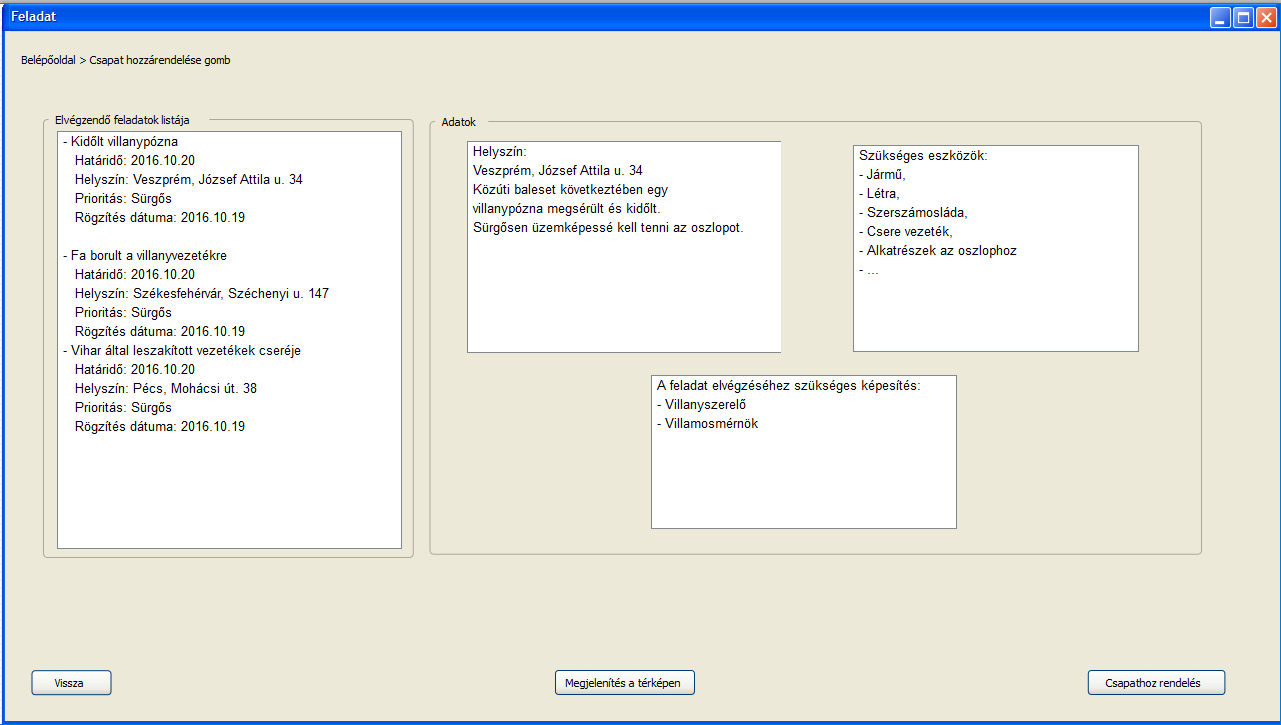 Feladat
Belépőoldal > Csapat hozzárendelése gomb
Elvégzendő feladatok listája
- Kidőlt villanypózna
Határidő: 2016.10.20
Helyszín: Veszprém, József Attila u. 34
Prioritás: Sürgős
Rögzítés dátuma: 2016.10.19
- Fa borult a villanyvezetékre
Határidő: 2016.10.20
Helyszín: Székesfehérvár, Széchenyi u. 147
Prioritás: Sürgős
Rögzítés dátuma: 2016.10.19
- Vihar által leszakított vezetékek cseréje
Határidő: 2016.10.20
Helyszín: Pécs, Mohácsi út. 38
Prioritás: Sürgős
Rögzítés dátuma: 2016.10.19
Adatok
Helyszín:
Veszprém, József Attila u. 34
Közúti baleset következtében egy
villanypózna megsérült és kidőlt.
Sürgősen üzemképessé kell tenni az oszlopot.
Szükséges eszközök:
- Jármű,
- Létra,
- Szerszámosláda,
- Csere vezeték,
- Alkatrészek az oszlophoz
- ...
A feladat elvégzéséhez szükséges képesítés:
- Villanyszerelő
- Villamosmérnök
Vissza
Megjelenítés a térképen
Csapathoz rendelés